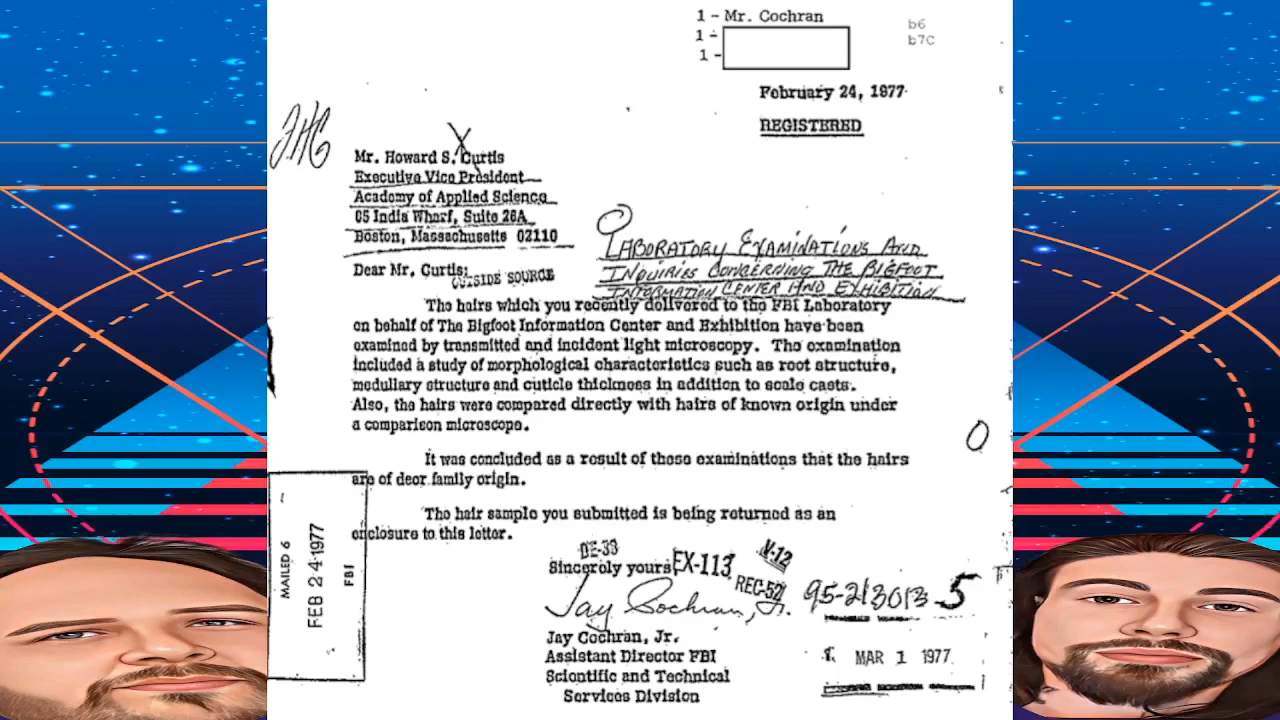 1 - Mr. Cochran
1 -
1 -
b6
b7C
February 24, 1977
REGISTERED
Mr. Howard S. Curtis
Executive Vice President
Academy of Applied Science
65 India Wharf, Suite 26A
Boston, Massachusetts 02110
LABORATORY EXAMINATIONS AND
INQUIRIES CONCERNING THE BIGFOOT
INFORMATION CENTER AND EXHIBITION
Dear Mr. Curtis:
OUTSIDE SOURCE
The hairs which you recently delivered to the FBI Laboratory
on behalf of The Bigfoot Information Center and Exhibition have been
examined by transmitted and incident light microscopy. The examination
included a study of morphological characteristics such as root structure,
medullary structure and cuticle thickness in addition to scale casts.
Also, the hairs were compared directly with hairs of known origin under
a comparison microscope.
It was concluded as a result of these examinations that the hairs
are of deer family origin.
The hair sample you submitted is being returned as an
enclosure to this letter.
MAILED 6
FEB 24 1977
FBI
DE-33
Sincerely yours,
EX-113
REC-52
95-213013-5
Jay Cochran, Jr.
Jay Cochran, Jr.
Assistant Director FBI
Scientific and Technical
Services Division
MAR 1 1977